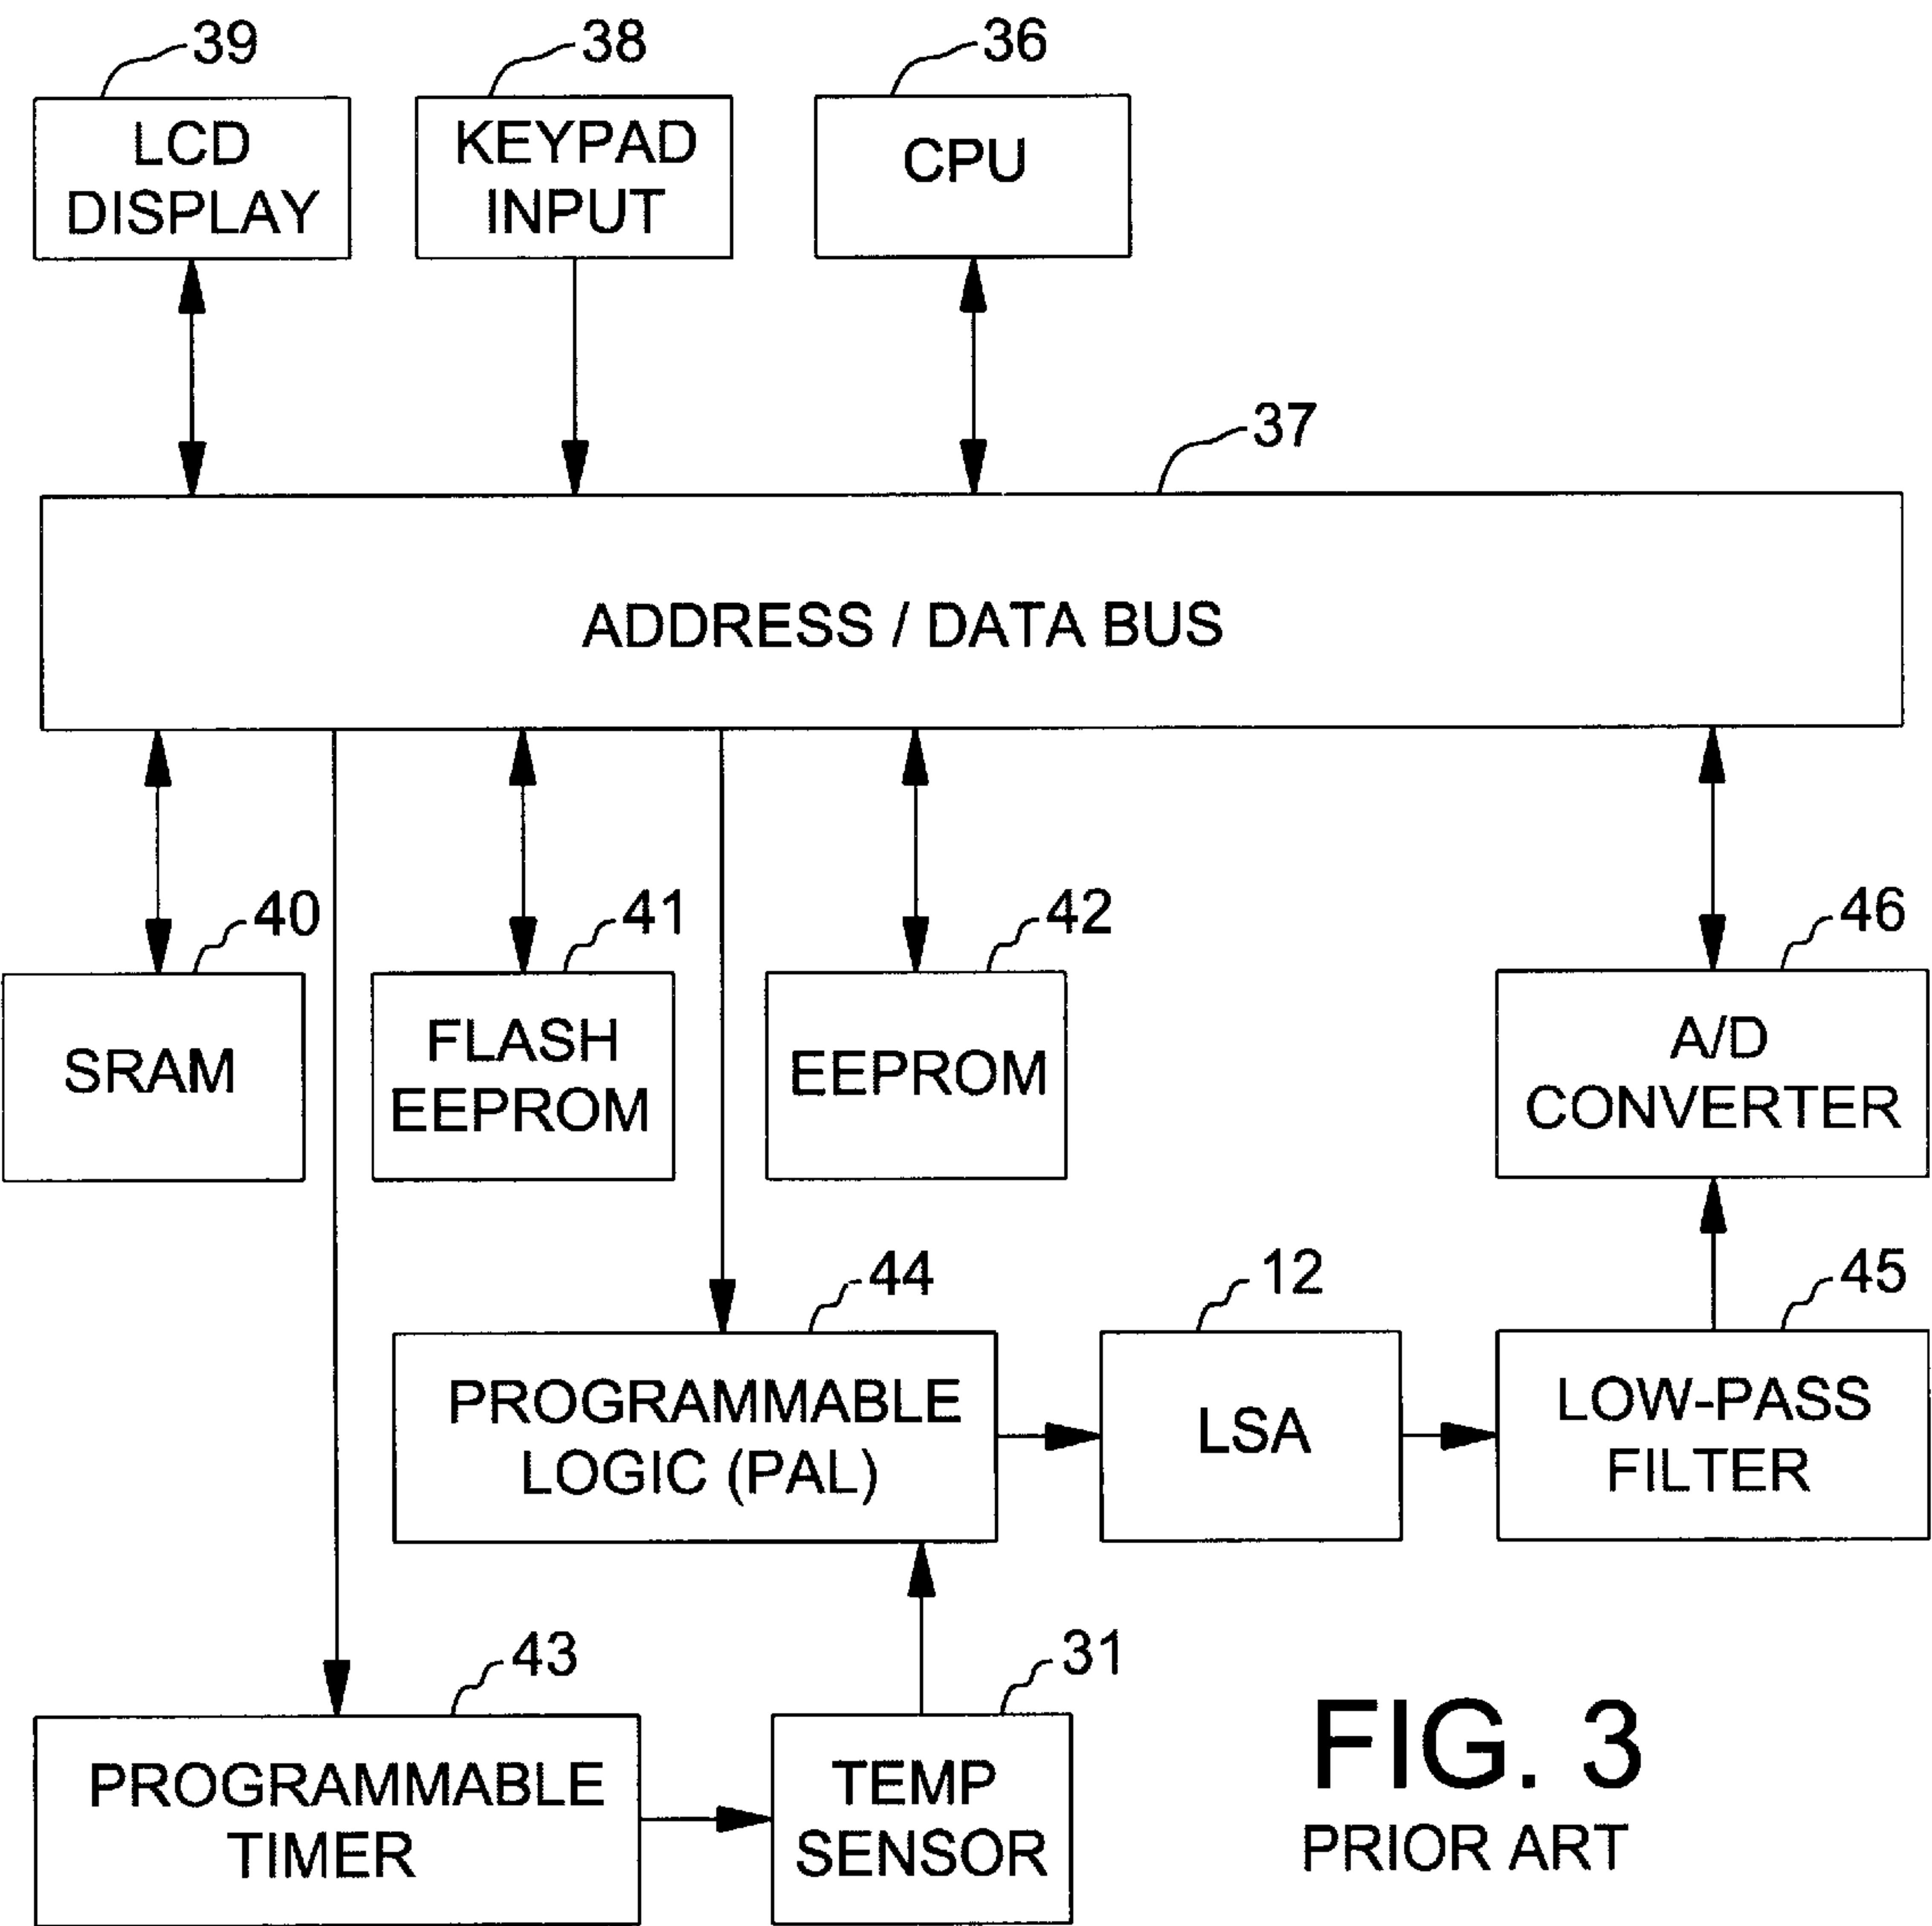 39
38
36
LCD
DISPLAY
KEYPAD
INPUT
CPU
37
ADDRESS / DATA BUS
40
41
42
46
SRAM
FLASH
EEPROM
EEPROM
A/D
CONVERTER
44
12
45
PROGRAMMABLE
LOGIC (PAL)
LSA
LOW-PASS
FILTER
43
31
PROGRAMMABLE
TIMER
TEMP
SENSOR
FIG. 3
PRIOR ART